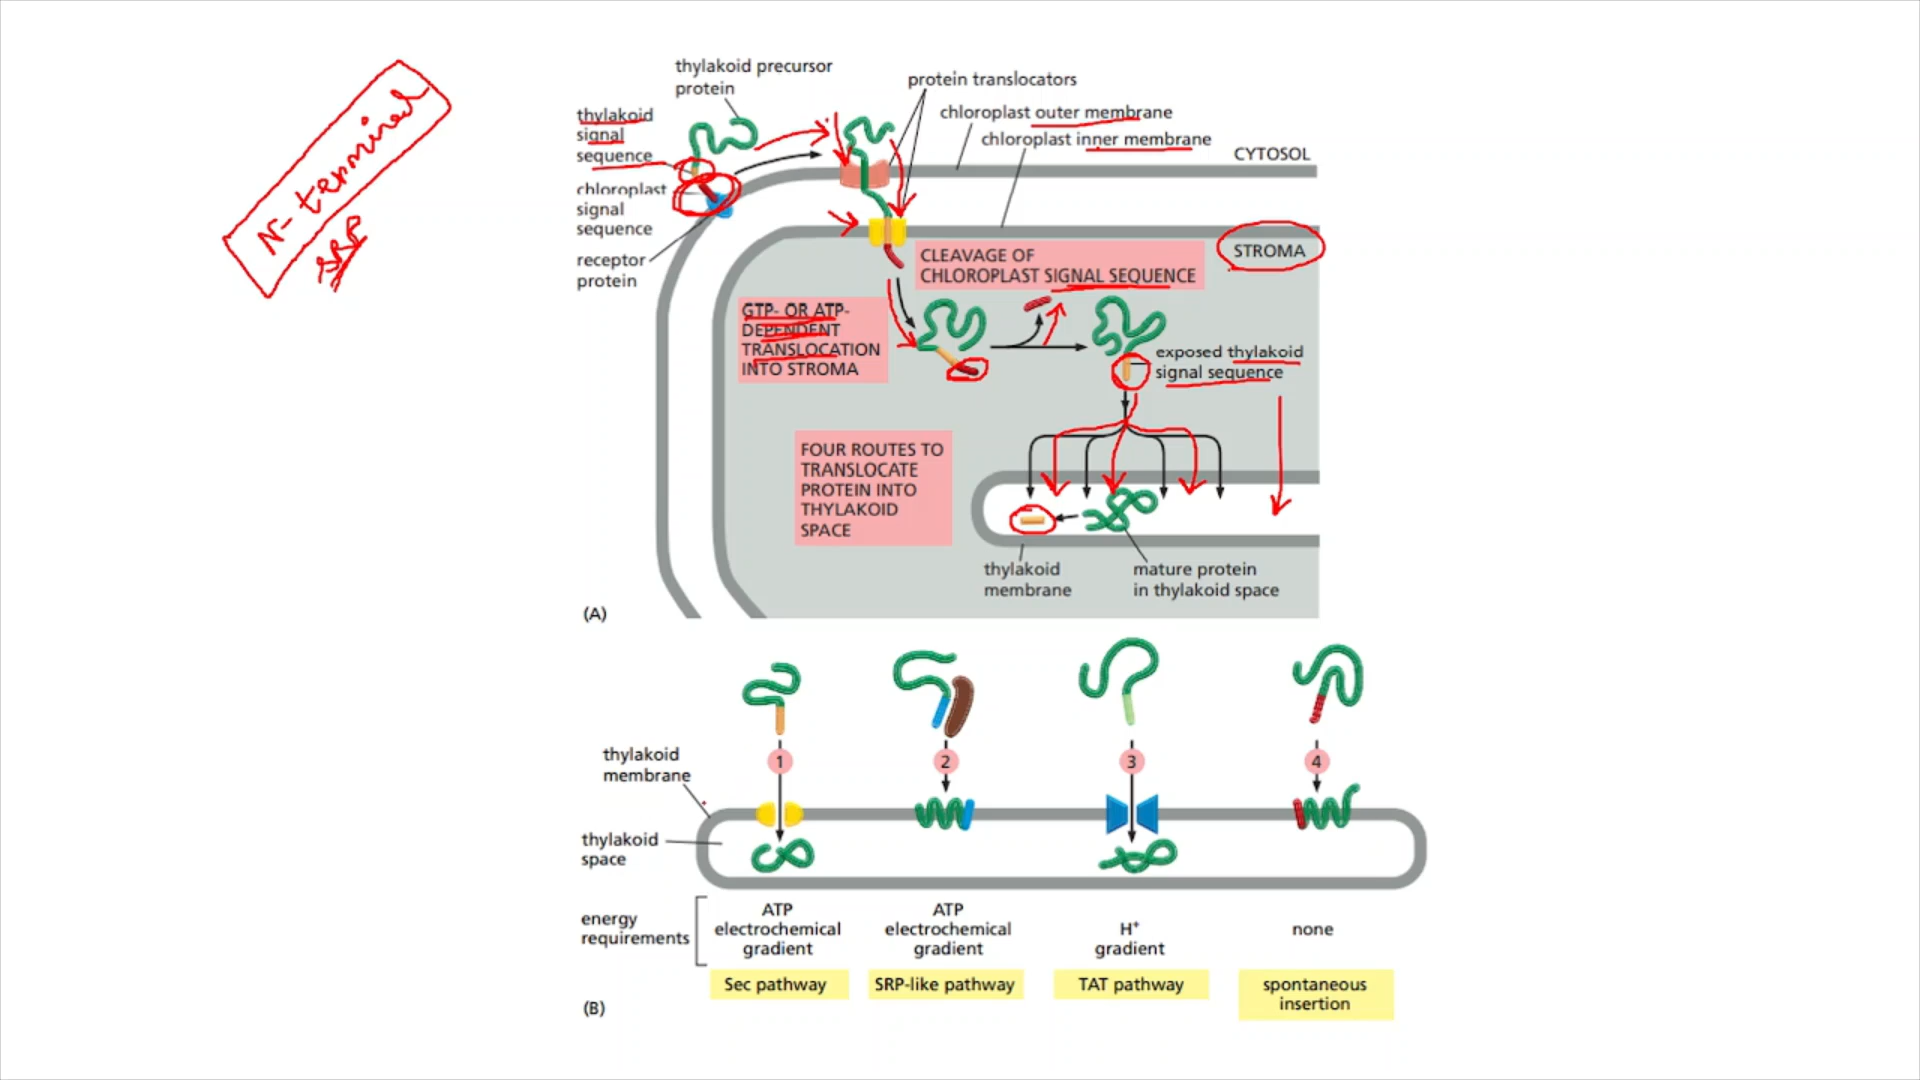 N-terminal
SRP
thylakoid precursor
protein
protein translocators
chloroplast outer membrane
chloroplast inner membrane
thylakoid
signal
sequence
CYTOSOL
chloroplast
signal
sequence
receptor
protein
STROMA
CLEAVAGE OF
CHLOROPLAST SIGNAL SEQUENCE
GTP- OR ATP-
DEPENDENT
TRANSLOCATION
INTO STROMA
exposed thylakoid
signal sequence
FOUR ROUTES TO
TRANSLOCATE
PROTEIN INTO
THYLAKOID
SPACE
thylakoid
membrane
mature protein
in thylakoid space
(A)
thylakoid
membrane
1
2
3
4
thylakoid
space
energy
requirements
ATP
electrochemical
gradient
ATP
electrochemical
gradient
H+
gradient
none
Sec pathway
SRP-like pathway
TAT pathway
spontaneous
insertion
(B)